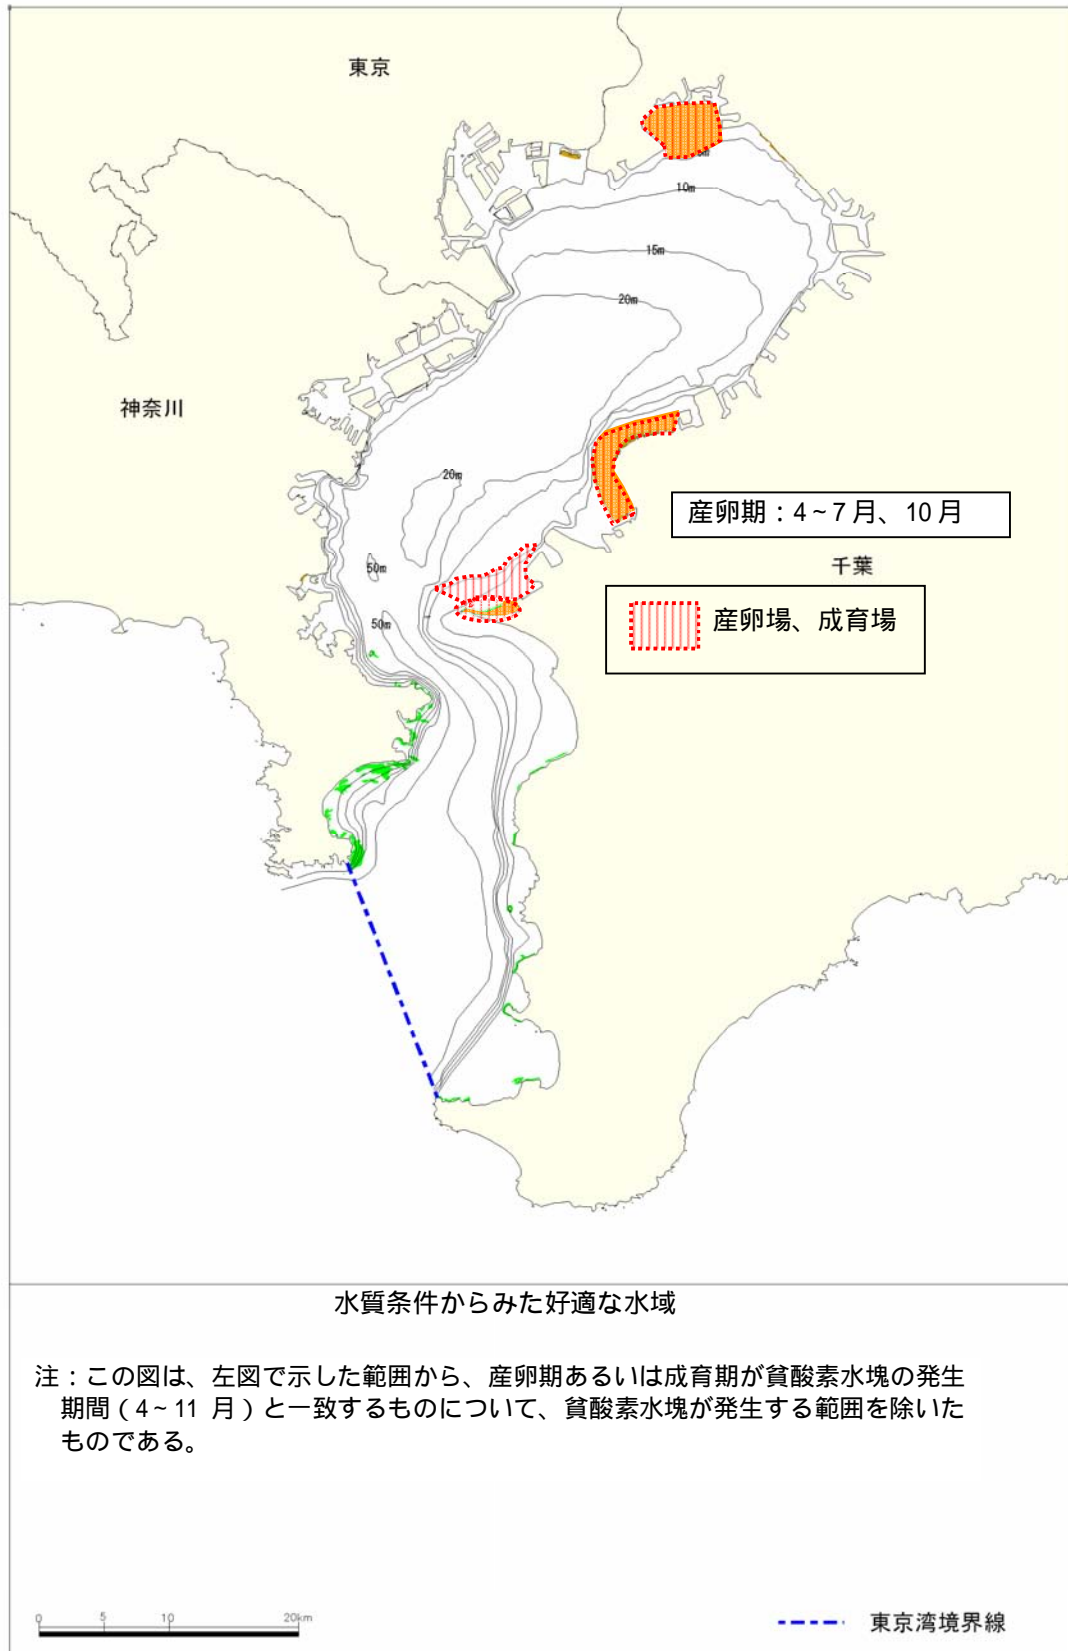 東京
10m
15m
20m
神奈川
20m
産卵期：4～7月、10月
千葉
50m
産卵場、成育場
50m
水質条件からみた好適な水域
注：この図は、左図で示した範囲から、産卵期あるいは成育期が貧酸素水塊の発生
期間（4～11 月）と一致するものについて、貧酸素水塊が発生する範囲を除いた
ものである。
0 5 10 20km
東京湾境界線